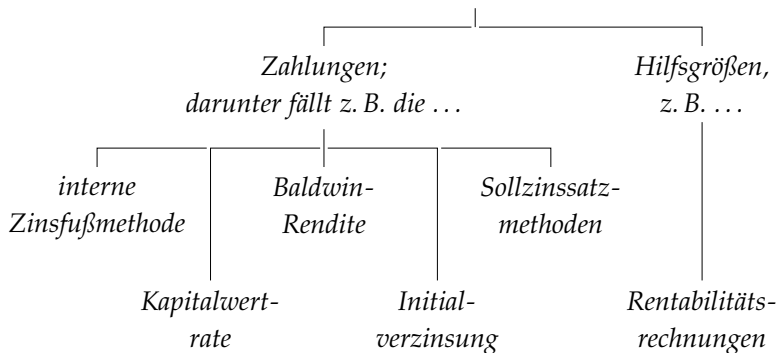 Zahlungen;
darunter fällt z. B. die …
Hilfsgrößen,
z. B. …
interne
Zinsfußmethode
Baldwin-
Rendite
Sollzinssatz-
methoden
Kapitalwert-
rate
Initial-
verzinsung
Rentabilitäts-
rechnungen